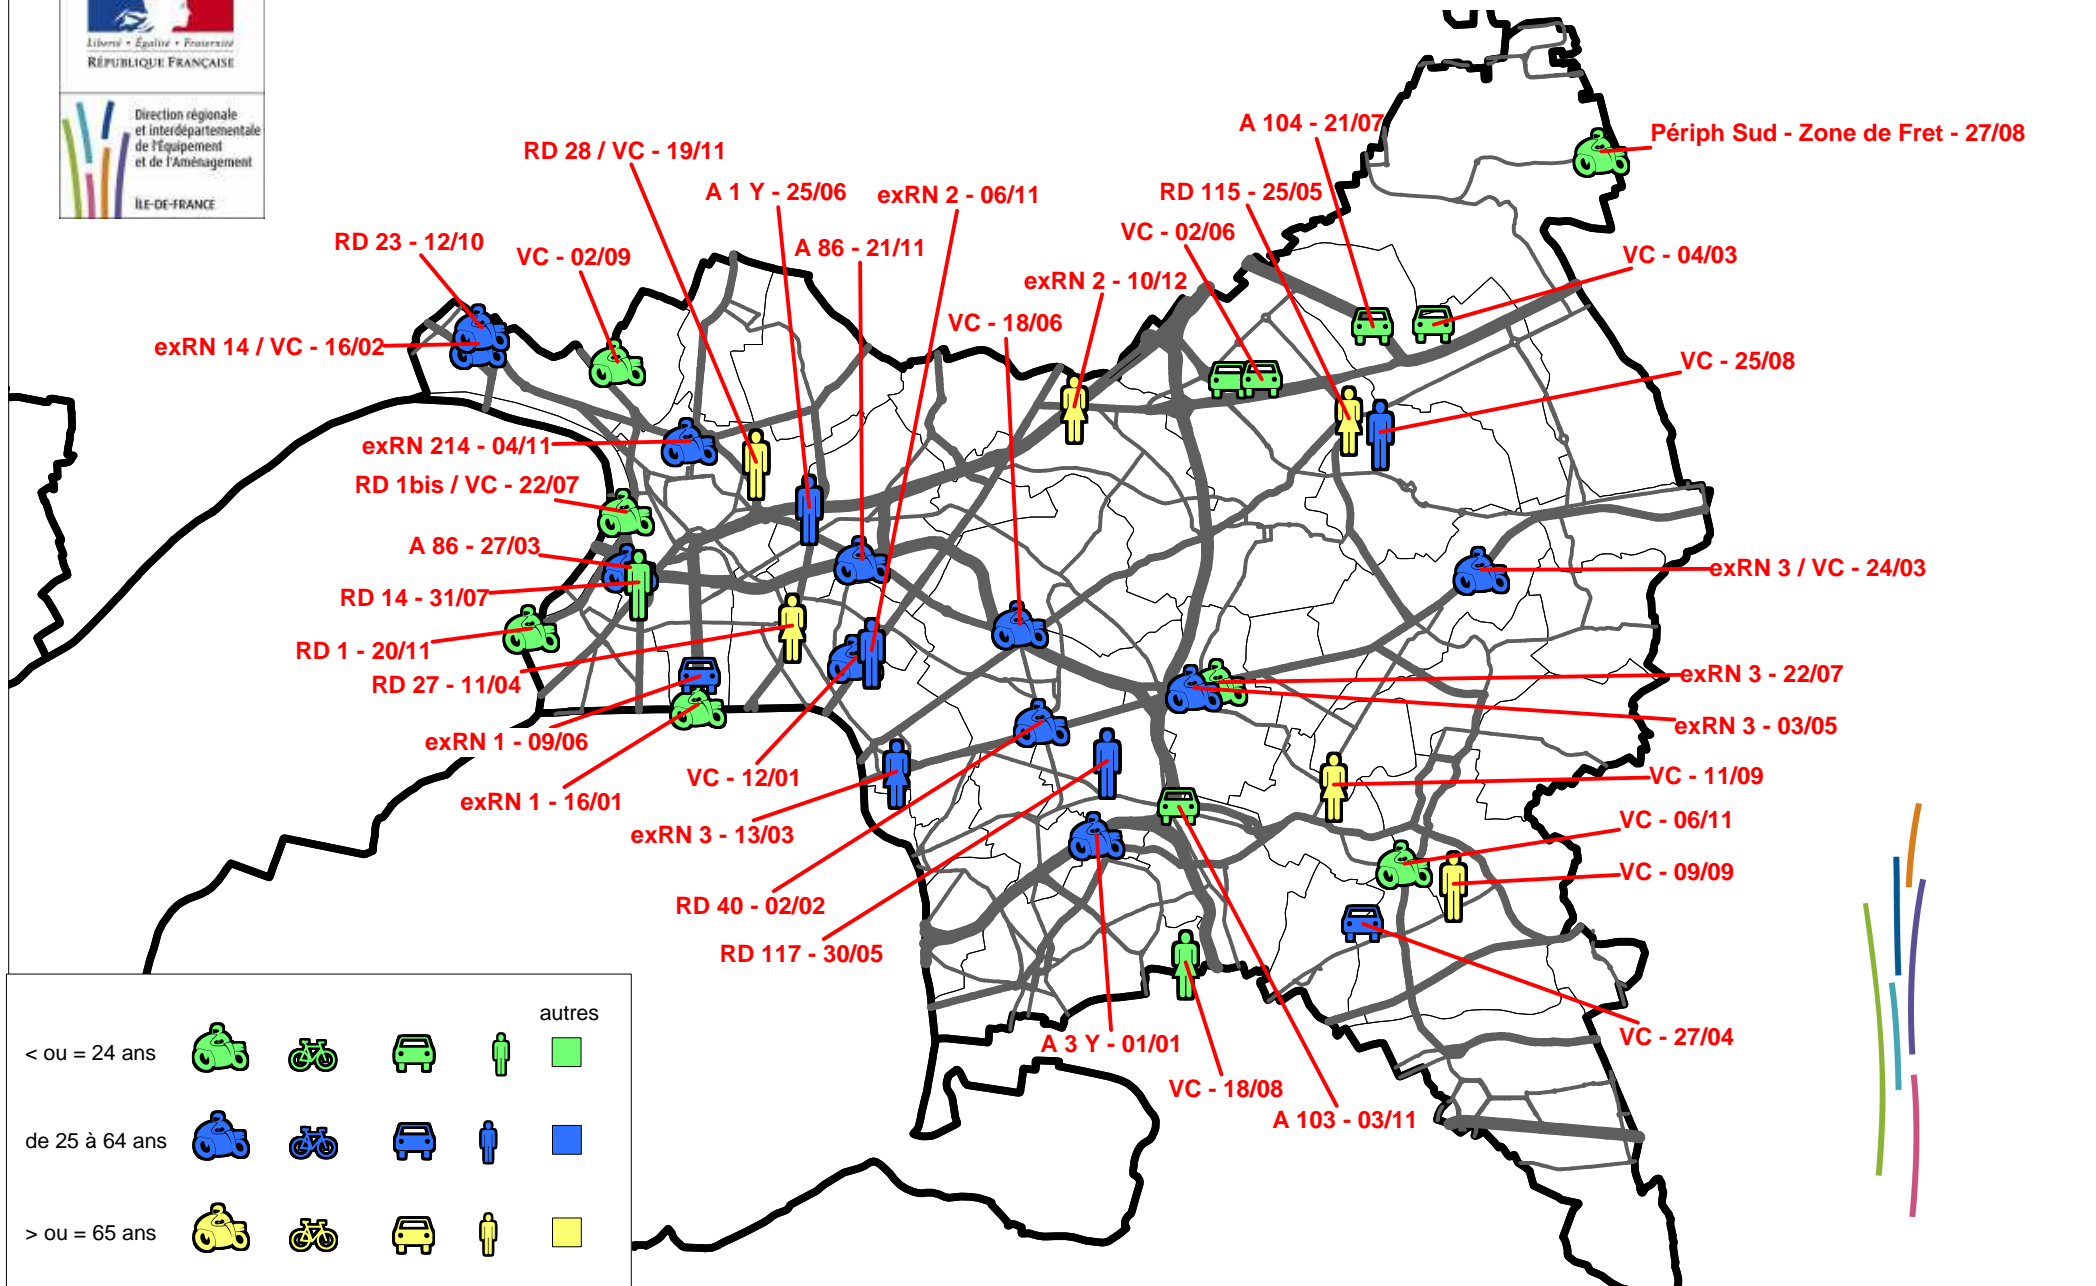 Liberté • Égalité • Fraternité
RÉPUBLIQUE FRANÇAISE
Direction régionale
et interdépartementale
de l'Équipement
et de l'Aménagement
ÎLE-DE-FRANCE
RD 28 / VC - 19/11
A 1 Y - 25/06
exRN 2 - 06/11
A 86 - 21/11
RD 23 - 12/10
VC - 02/09
exRN 14 / VC - 16/02
exRN 2 - 10/12
VC - 18/06
A 104 - 21/07
Périph Sud - Zone de Fret - 27/08
RD 115 - 25/05
VC - 02/06
VC - 04/03
VC - 25/08
exRN 214 - 04/11
RD 1bis / VC - 22/07
A 86 - 27/03
RD 14 - 31/07
RD 1 - 20/11
RD 27 - 11/04
exRN 1 - 09/06
exRN 1 - 16/01
VC - 12/01
exRN 3 - 13/03
RD 40 - 02/02
RD 117 - 30/05
exRN 3 / VC - 24/03
exRN 3 - 22/07
exRN 3 - 03/05
VC - 11/09
VC - 06/11
VC - 09/09
VC - 27/04
A 3 Y - 01/01
VC - 18/08
A 103 - 03/11
autres
< ou = 24 ans
de 25 à 64 ans
> ou = 65 ans